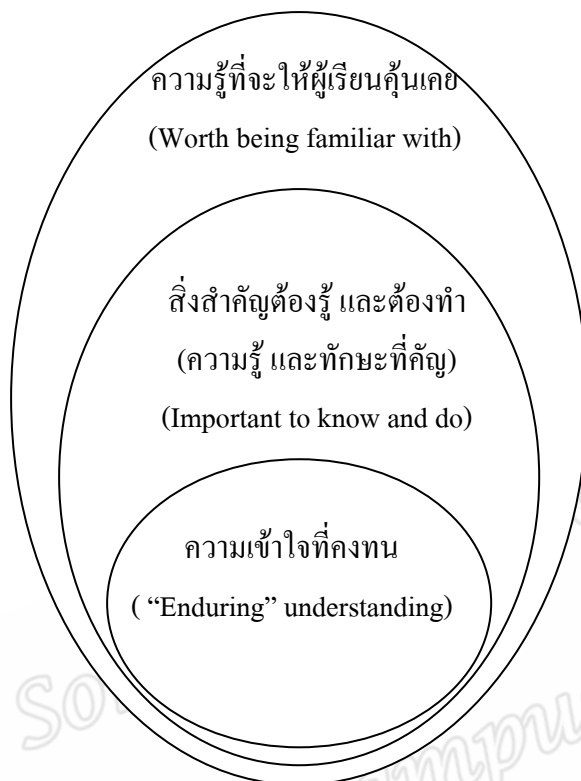 ความรู้ที่จะให้ผู้เรียนคุ้นเคย
(Worth being familiar with)
สิ่งสำคัญต้องรู้ และต้องทำ
(ความรู้ และทักษะที่คัญ)
(Important to know and do)
ความเข้าใจที่คงทน
( “Enduring” understanding)